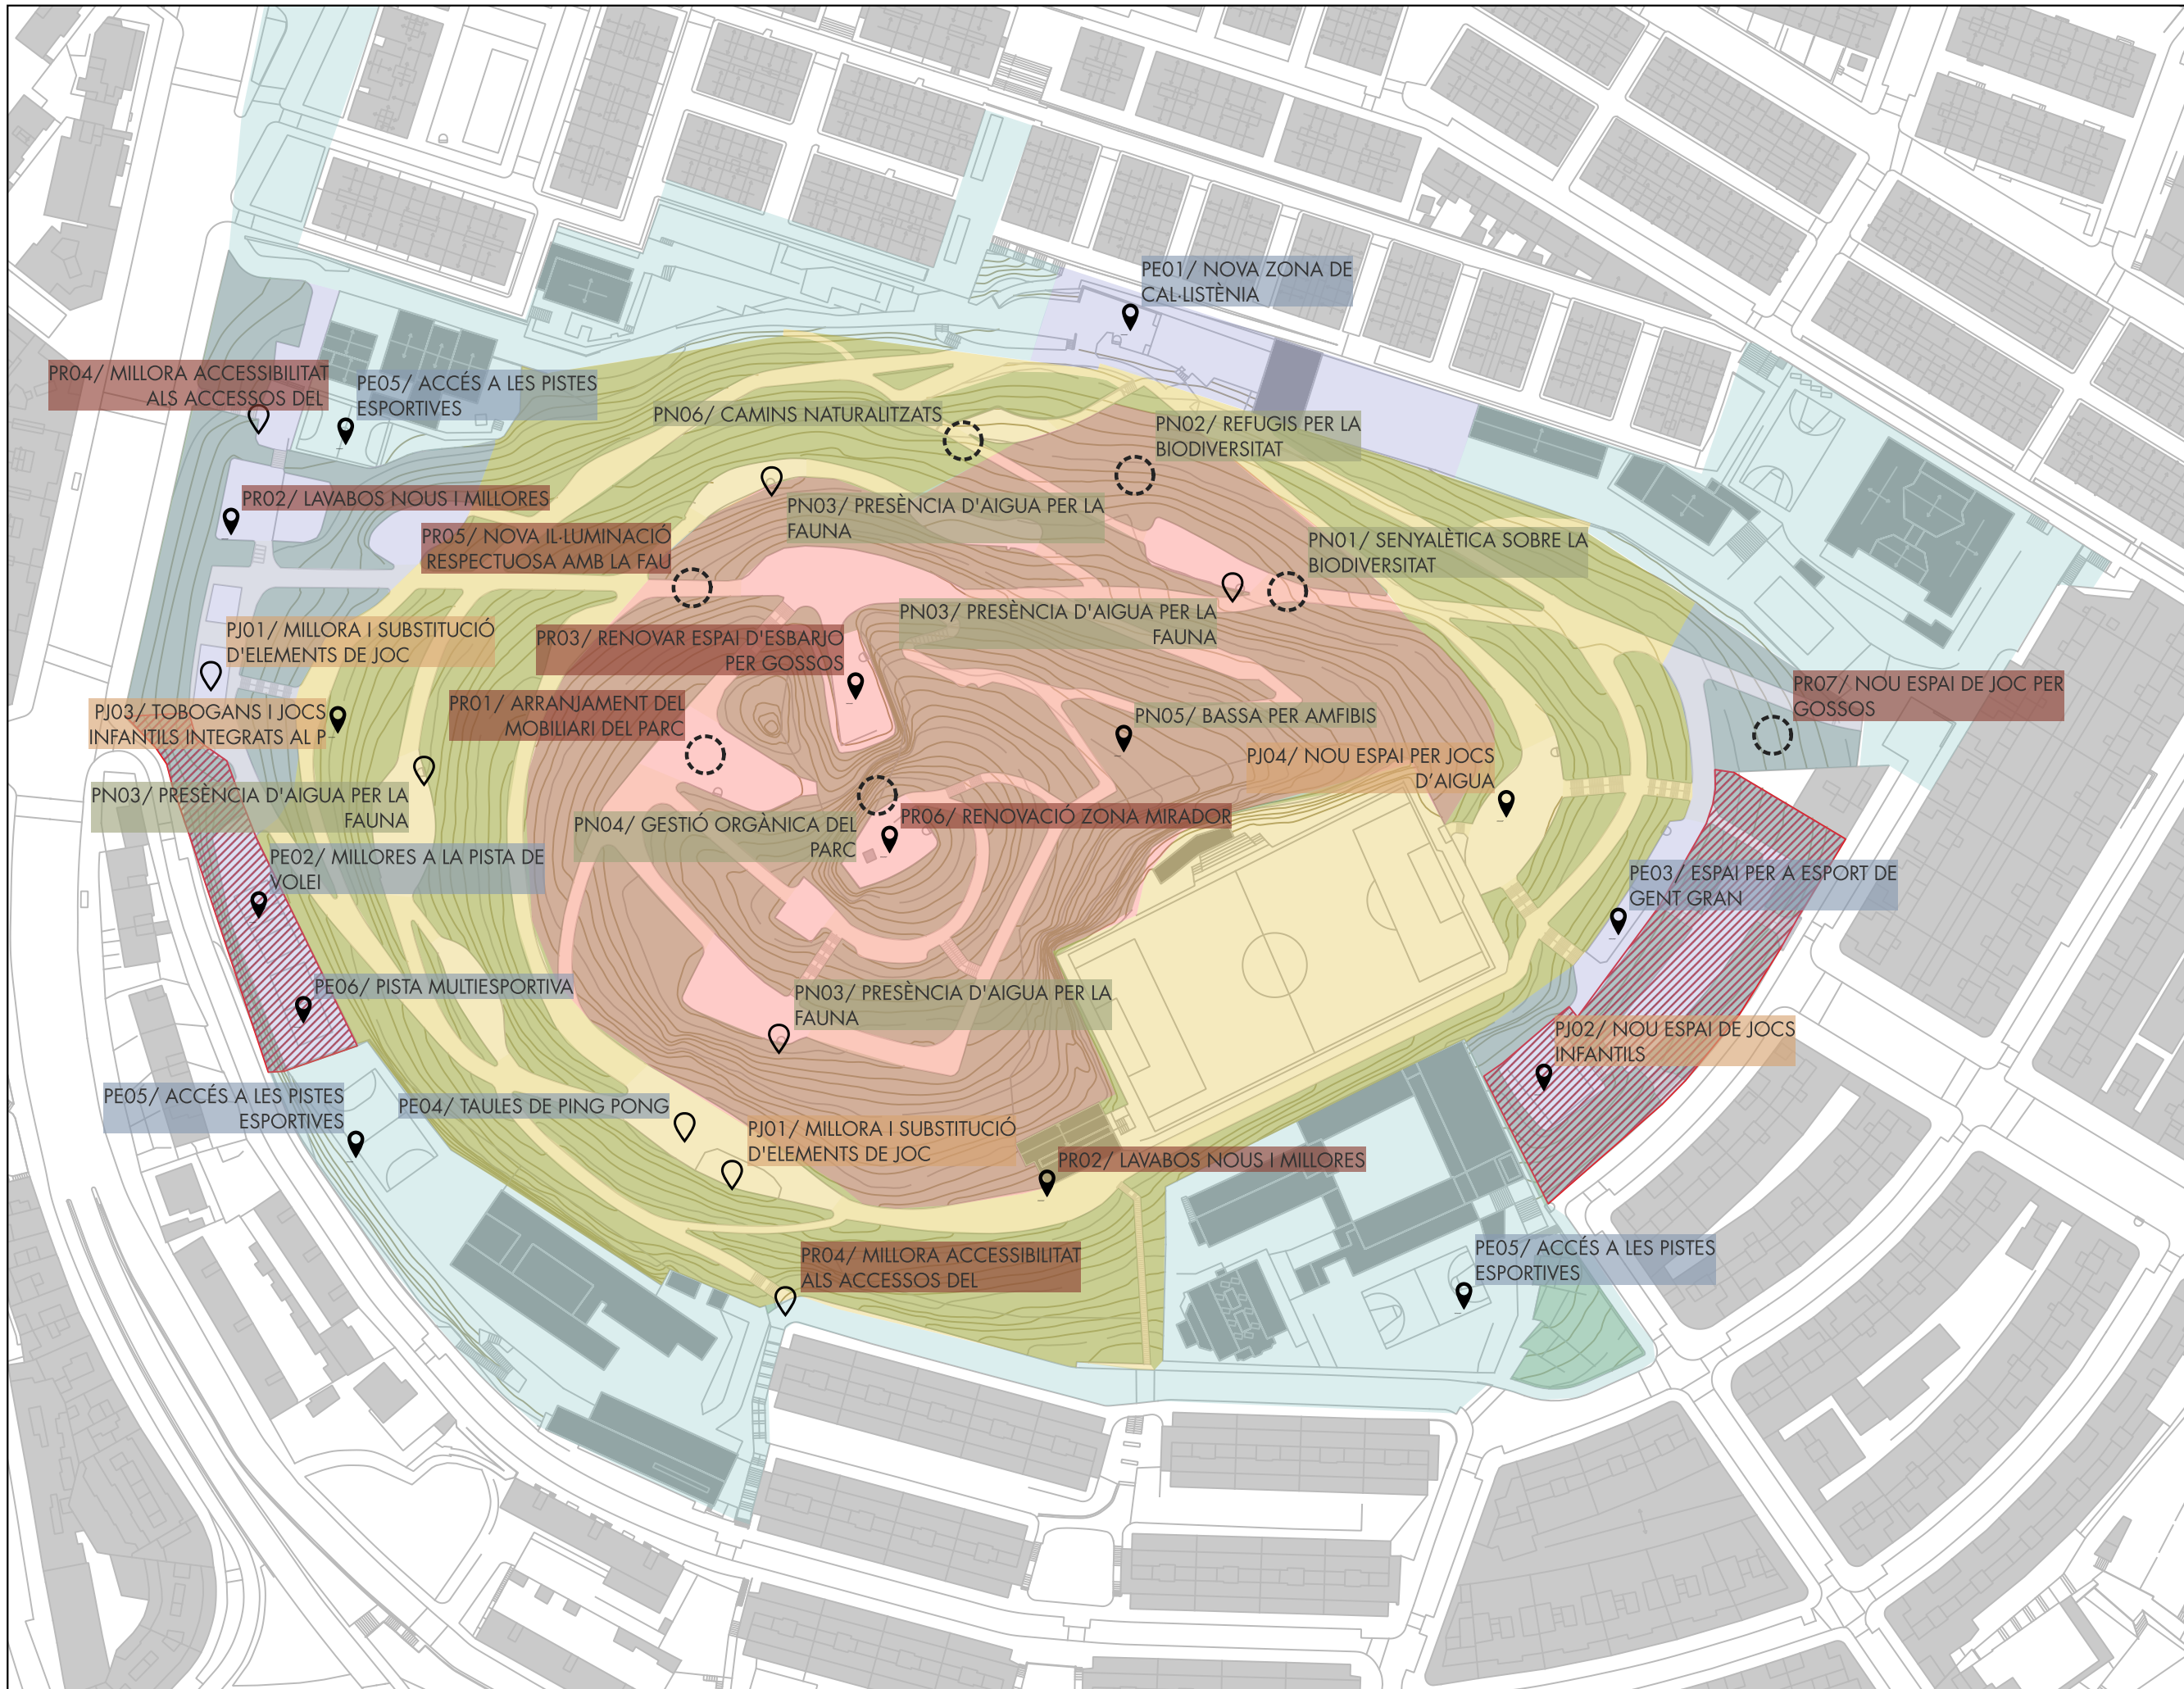 PE01/ NOVA ZONA DE
CAL·LISTÈNIA
PR04/ MILLORA ACCESSIBILITAT
ALS ACCESSOS DEL
PE05/ ACCÉS A LES PISTES
ESPORTIVES
PN06/ CAMINS NATURALITZATS
PN02/ REFUGIS PER LA
BIODIVERSITAT
PR02/ LAVABOS NOUS I MILLORES
PN03/ PRESÈNCIA D'AIGUA PER LA
FAUNA
PR05/ NOVA IL·LUMINACIÓ
RESPECTUOSA AMB LA FAU
PN01/ SENYALÈTICA SOBRE LA
BIODIVERSITAT
PN03/ PRESÈNCIA D'AIGUA PER LA
FAUNA
PJ01/ MILLORA I SUBSTITUCIÓ
D'ELEMENTS DE JOC
PR03/ RENOVAR ESPAI D'ESBARJO
PER GOSSOS
PR07/ NOU ESPAI DE JOC PER
GOSSOS
PJ03/ TOBOGANS I JOCS
INFANTILS INTEGRATS AL P
PR01/ ARRANJAMENT DEL
MOBILIARI DEL PARC
PN05/ BASSA PER AMFIBIS
PJ04/ NOU ESPAI PER JOCS
D'AIGUA
PN03/ PRESÈNCIA D'AIGUA PER LA
FAUNA
PN04/ GESTIÓ ORGÀNICA DEL
PARC
PR06/ RENOVACIÓ ZONA MIRADOR
PE02/ MILLORES A LA PISTA DE
VOLEI
PE03/ ESPAI PER A ESPORT DE
GENT GRAN
PE06/ PISTA MULTIESPORTIVA
PN03/ PRESÈNCIA D'AIGUA PER LA
FAUNA
PJ02/ NOU ESPAI DE JOCS
INFANTILS
PE05/ ACCÉS A LES PISTES
ESPORTIVES
PE04/ TAULES DE PING PONG
PJ01/ MILLORA I SUBSTITUCIÓ
D'ELEMENTS DE JOC
PR02/ LAVABOS NOUS I MILLORES
PR04/ MILLORA ACCESSIBILITAT
ALS ACCESSOS DEL
PE05/ ACCÉS A LES PISTES
ESPORTIVES